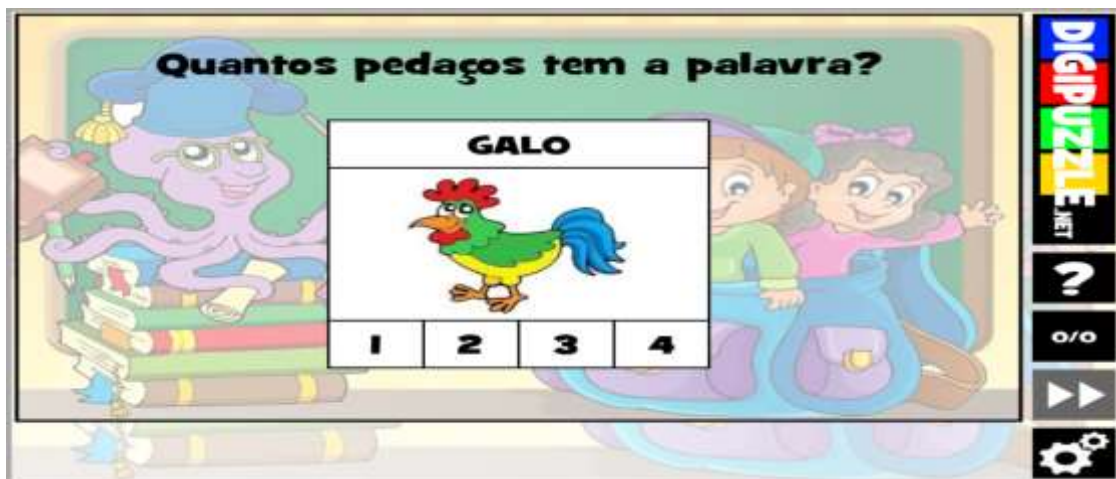 Quantos pedaços tem a palavra?
GALO
1 2 3 4
DIGIPUZZLE.NET
?
0/0